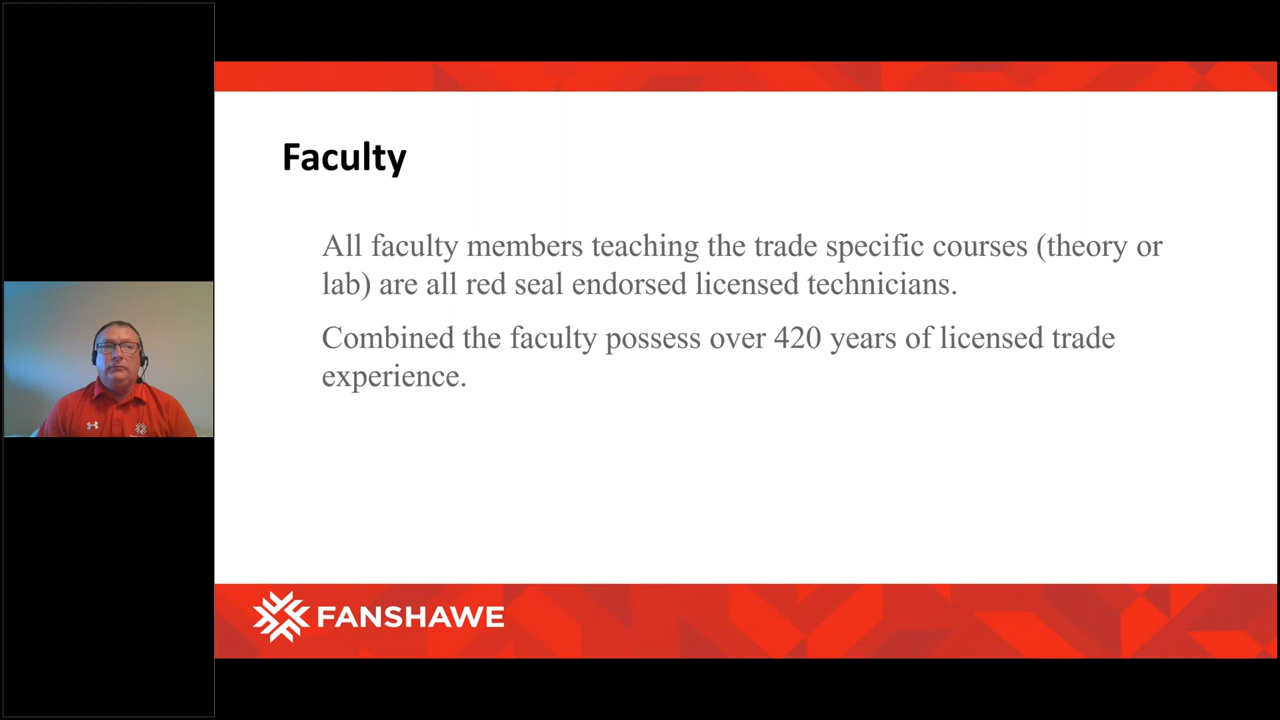 Faculty
All faculty members teaching the trade specific courses (theory or
lab) are all red seal endorsed licensed technicians.
Combined the faculty possess over 420 years of licensed trade
experience.
FANSHAWE